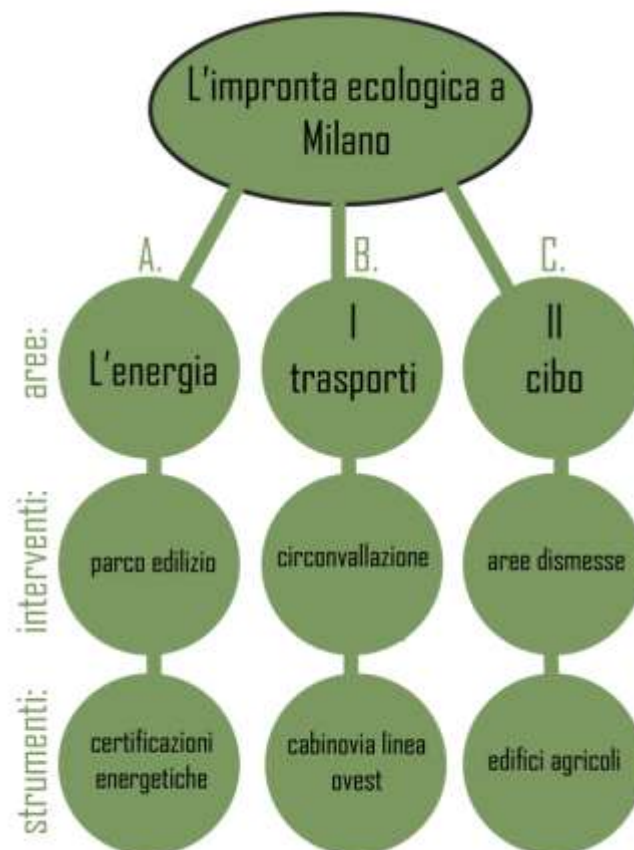 L'impronta ecologica a
Milano
A.
B.
C.
aree:
L'energia
I
trasporti
Il
cibo
interventi:
parco edilizio
circonvallazione
aree dismesse
strumenti:
certificazioni
energetiche
cabinovia linea
ovest
edifici agricoli